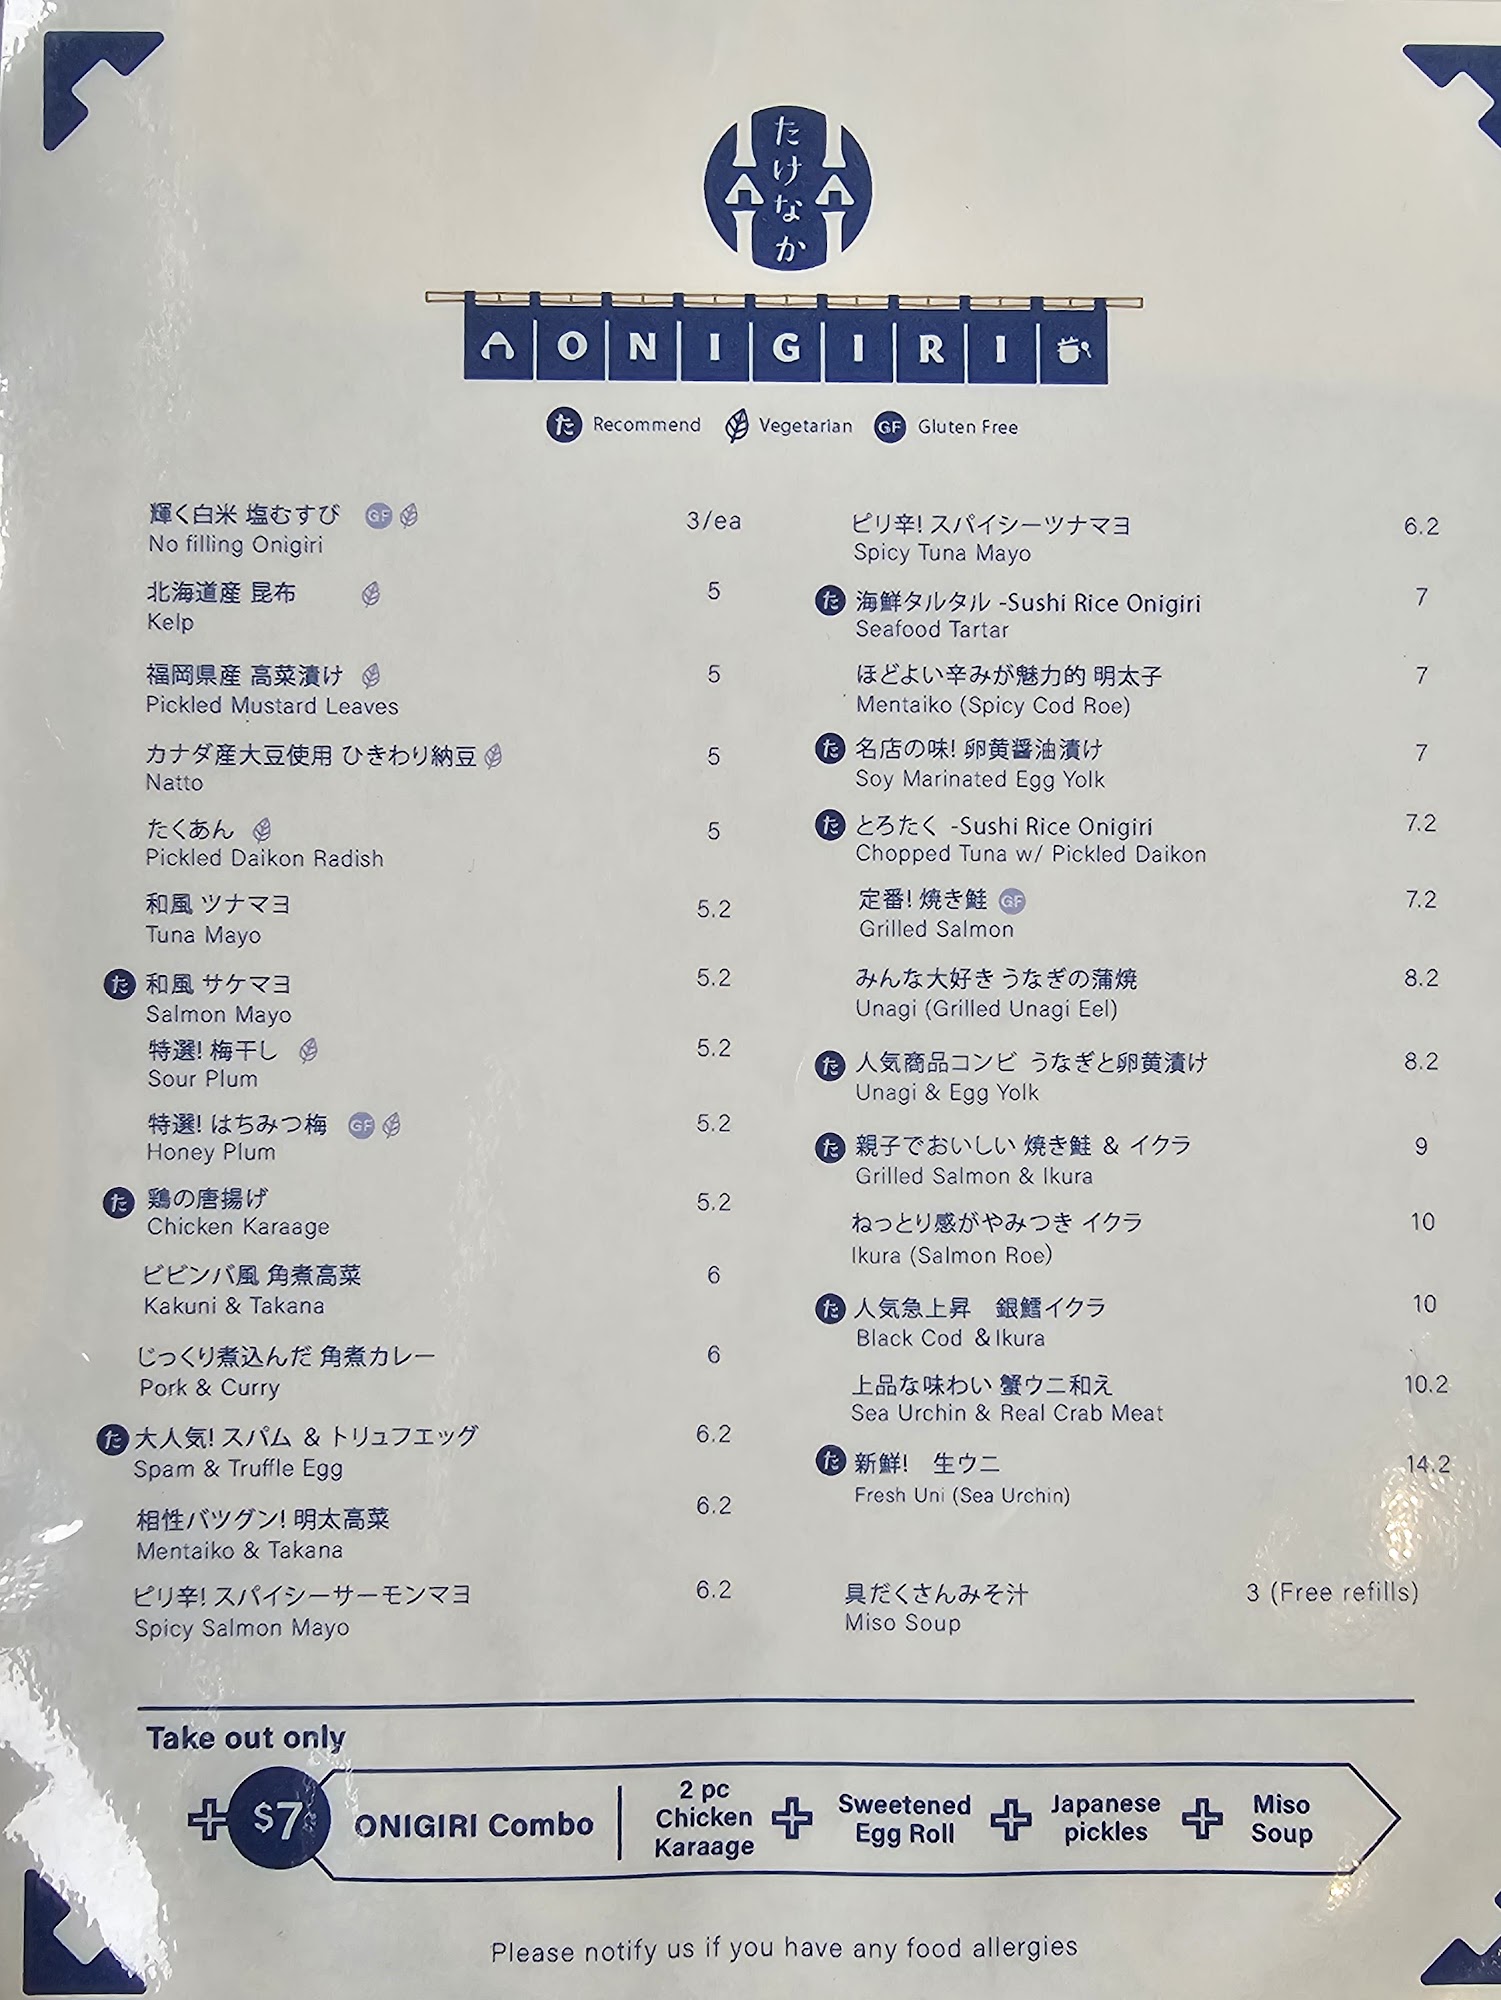 たけなか
ONIGIRI
た Recommend Vegetarian GF Gluten Free
輝く白米 塩むすび GF 3/ea
No filling Onigiri
北海道産 昆布 5
Kelp
福岡県産 高菜漬け 5
Pickled Mustard Leaves
カナダ産大豆使用 ひきわり納豆 5
Natto
たくあん 5
Pickled Daikon Radish
和風 ツナマヨ 5.2
Tuna Mayo
た 和風 サケマヨ 5.2
Salmon Mayo
特選! 梅干し 5.2
Sour Plum
特選! はちみつ梅 GF 5.2
Honey Plum
た 鶏の唐揚げ 5.2
Chicken Karaage
ビビンバ風 角煮高菜 6
Kakuni & Takana
じっくり煮込んだ 角煮カレー 6
Pork & Curry
た 大人気! スパム & トリュフエッグ 6.2
Spam & Truffle Egg
相性バツグン! 明太高菜 6.2
Mentaiko & Takana
ピリ辛! スパイシーサーモンマヨ 6.2
Spicy Salmon Mayo
ピリ辛! スパイシーツナマヨ 6.2
Spicy Tuna Mayo
た 海鮮タルタル -Sushi Rice Onigiri 7
Seafood Tartar
ほどよい辛みが魅力的 明太子 7
Mentaiko (Spicy Cod Roe)
た 名店の味! 卵黄醤油漬け 7
Soy Marinated Egg Yolk
た とろたく -Sushi Rice Onigiri 7.2
Chopped Tuna w/ Pickled Daikon
定番! 焼き鮭 GF 7.2
Grilled Salmon
みんな大好き うなぎの蒲焼 8.2
Unagi (Grilled Unagi Eel)
た 人気商品コンビ うなぎと卵黄漬け 8.2
Unagi & Egg Yolk
た 親子でおいしい 焼き鮭 & イクラ 9
Grilled Salmon & Ikura
ねっとり感がやみつき イクラ 10
Ikura (Salmon Roe)
た 人気急上昇 銀鱈イクラ 10
Black Cod &Ikura
上品な味わい 蟹ウニ和え 10.2
Sea Urchin & Real Crab Meat
た 新鮮! 生ウニ 14.2
Fresh Uni (Sea Urchin)
具だくさんみそ汁 3 (Free refills)
Miso Soup
Take out only
+ $7 ONIGIRI Combo
2 pc
Chicken
Karaage
+
Sweetened
Egg Roll
+
Japanese
pickles
+
Miso
Soup
Please notify us if you have any food allergies